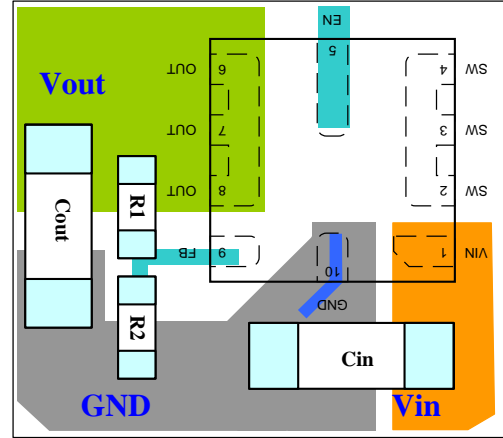 EN
5
Vout
OUT 6
4 SW
OUT 7
3 SW
OUT 8
2 SW
R1
Cout
FB 9
10
1 VIN
GND
R2
Cin
GND
Vin